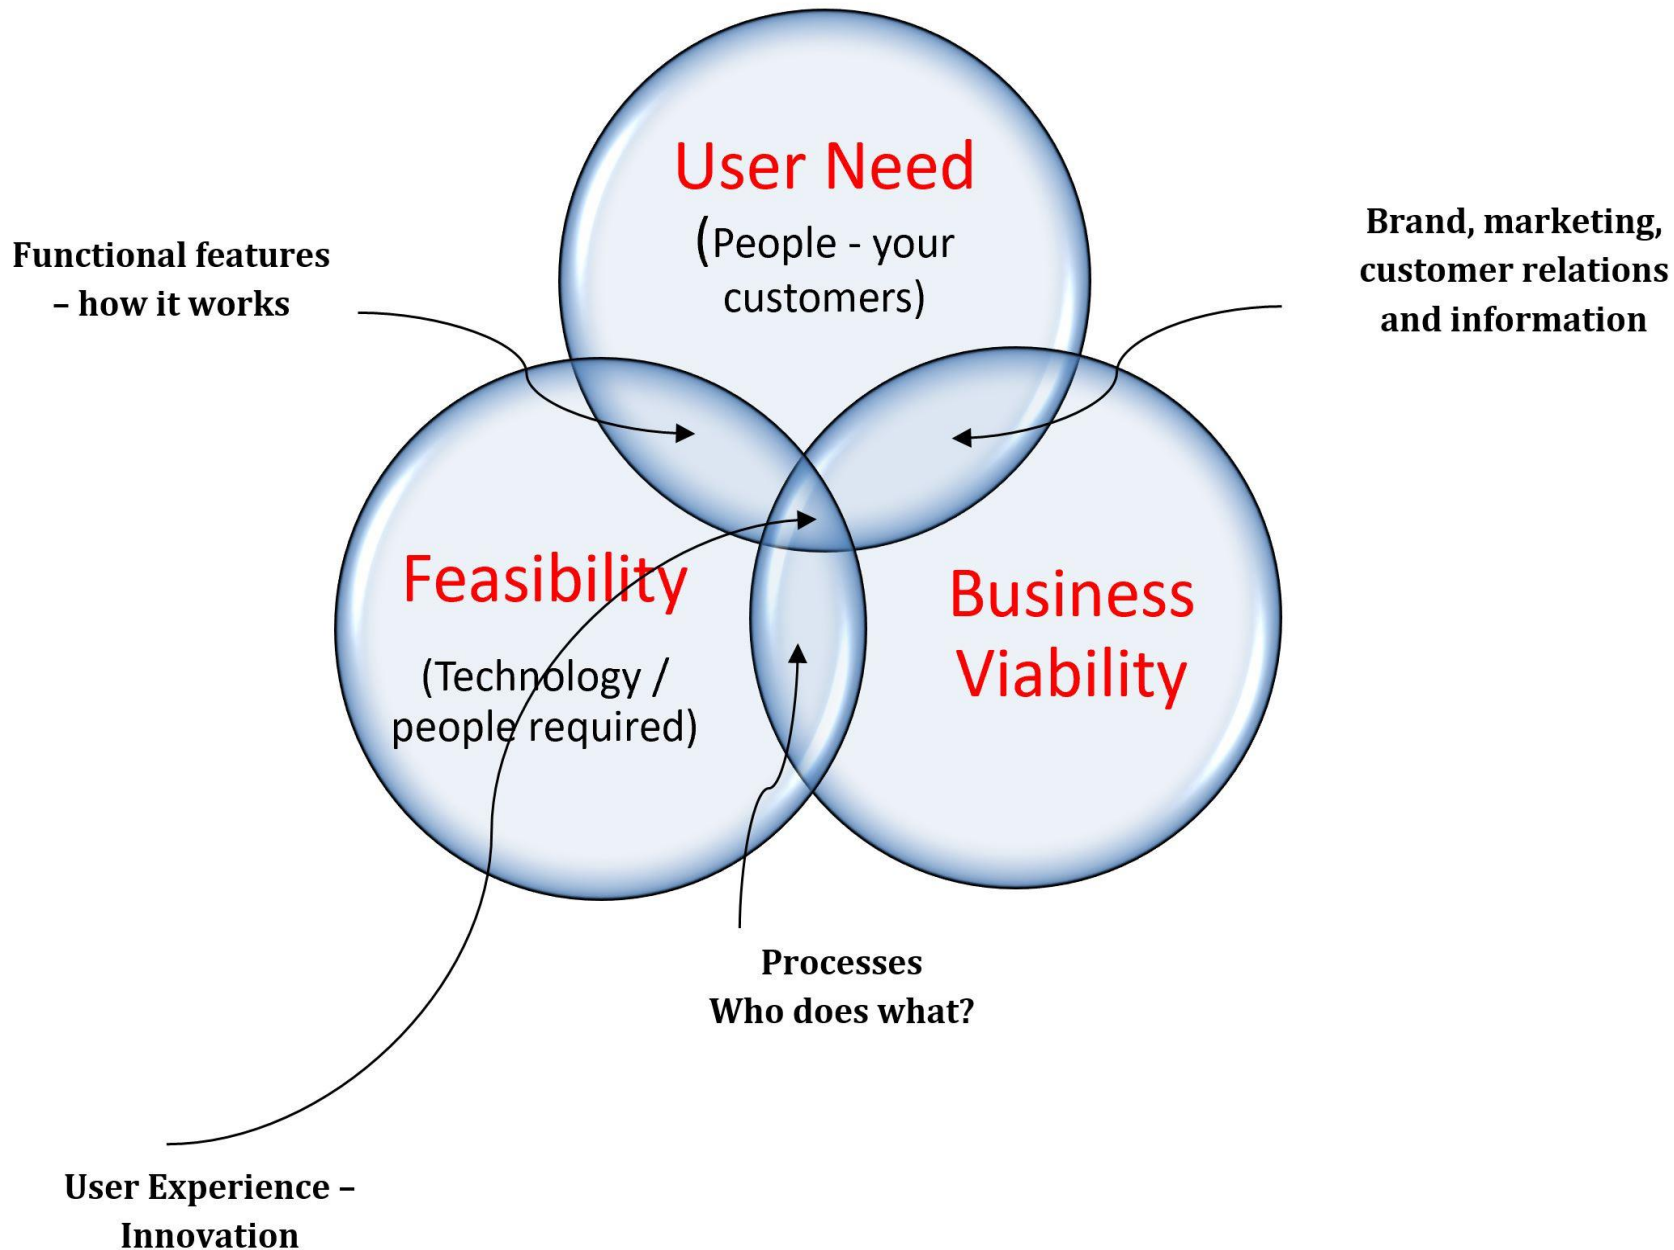 User Need
(People - your
customers)
Functional features
– how it works
Brand, marketing,
customer relations
and information
Feasibility
(Technology /
people required)
Business
Viability
Processes
Who does what?
User Experience –
Innovation